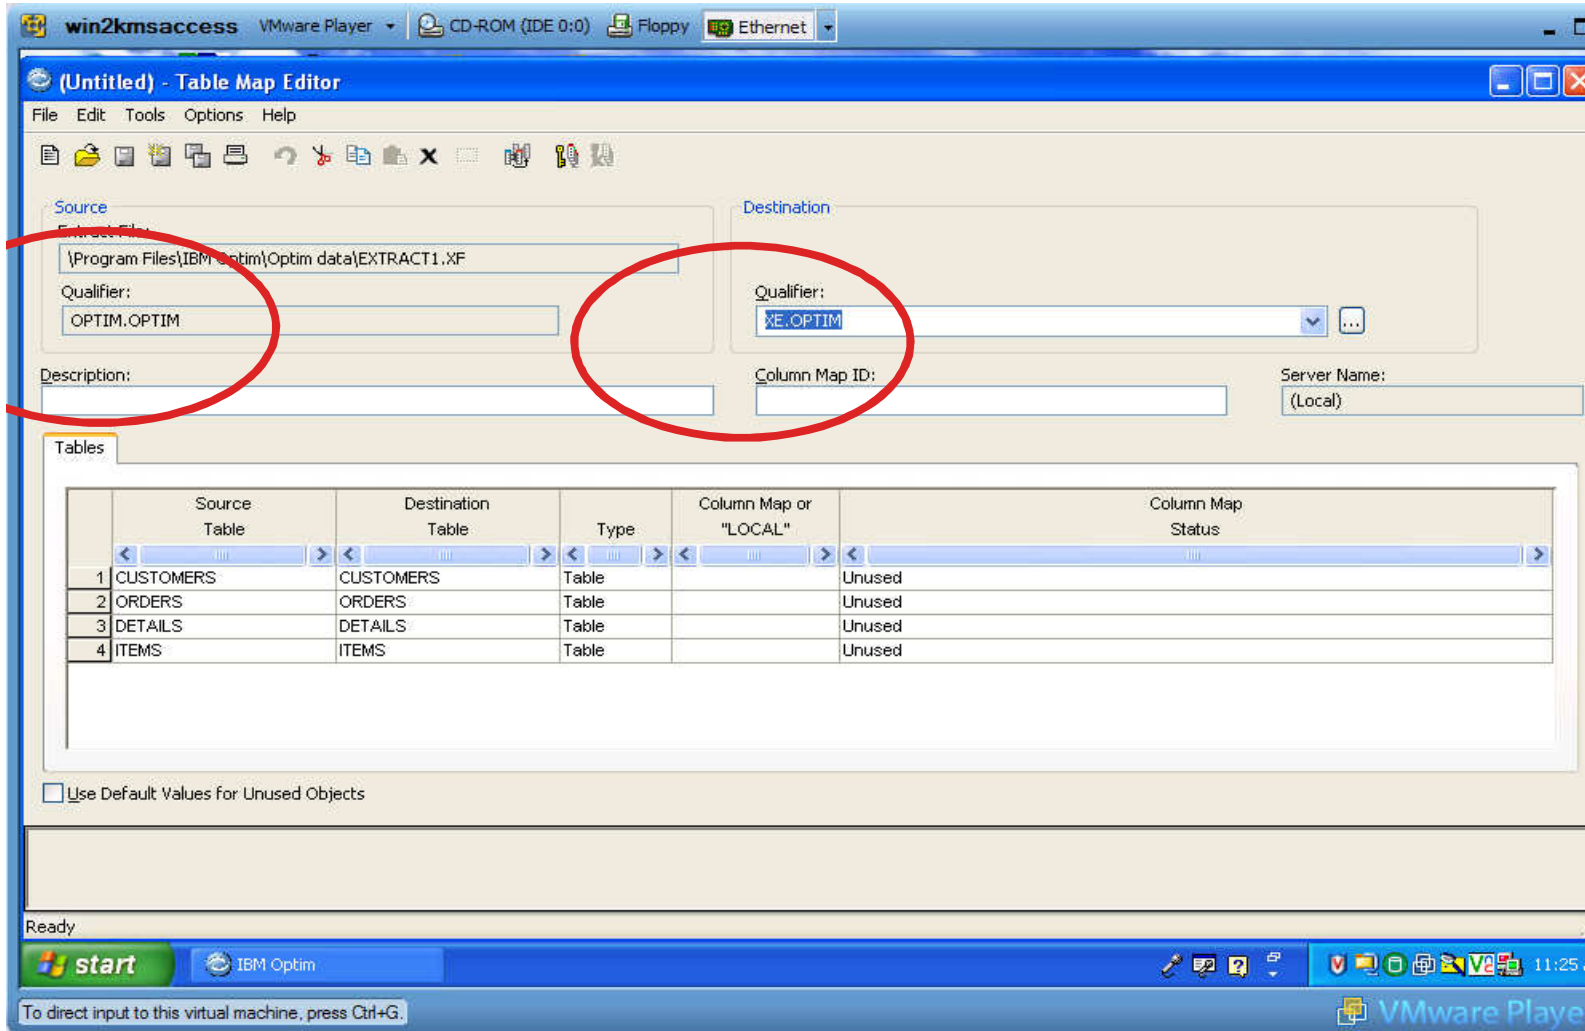 win2kmsaccess VMware Player CD-ROM (IDE 0:0) Floppy Ethernet
(Untitled) - Table Map Editor
File Edit Tools Options Help
Source Destination
Extract File:
\Program Files\IBM Optim\Optim data\EXTRACT1.XF
Qualifier: Qualifier:
OPTIM.OPTIM XE.OPTIM ...
Description: Column Map ID: Server Name:
(Local)
Tables
Source Destination Column Map or Column Map
Table Table Type "LOCAL" Status
1 CUSTOMERS CUSTOMERS Table Unused
2 ORDERS ORDERS Table Unused
3 DETAILS DETAILS Table Unused
4 ITEMS ITEMS Table Unused
Use Default Values for Unused Objects
Ready
start IBM Optim 11:25
To direct input to this virtual machine, press Ctrl+G. VMware Playe